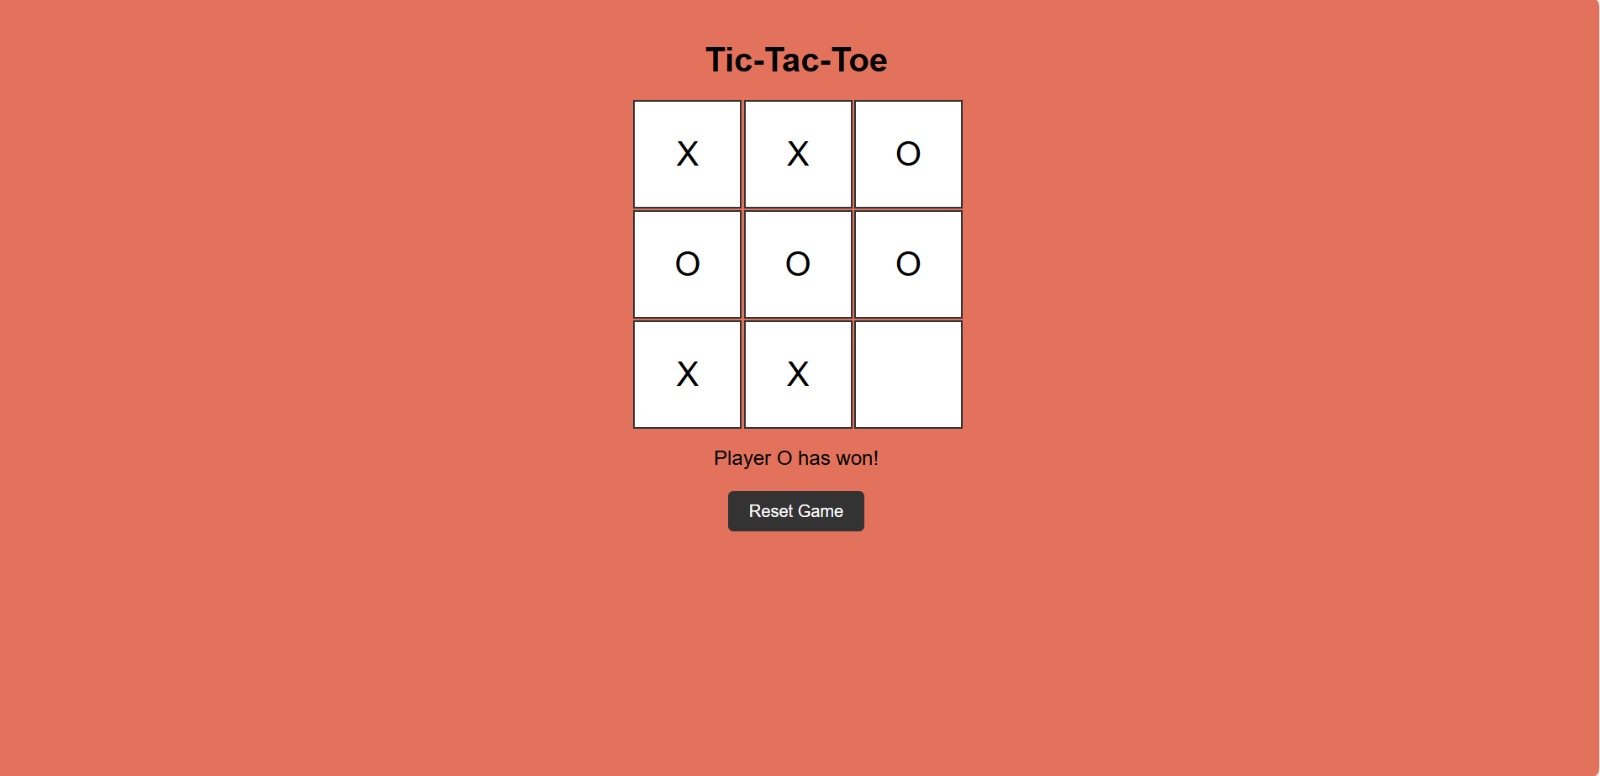 Tic-Tac-Toe
X X O
O O O
X X
Player O has won!
Reset Game